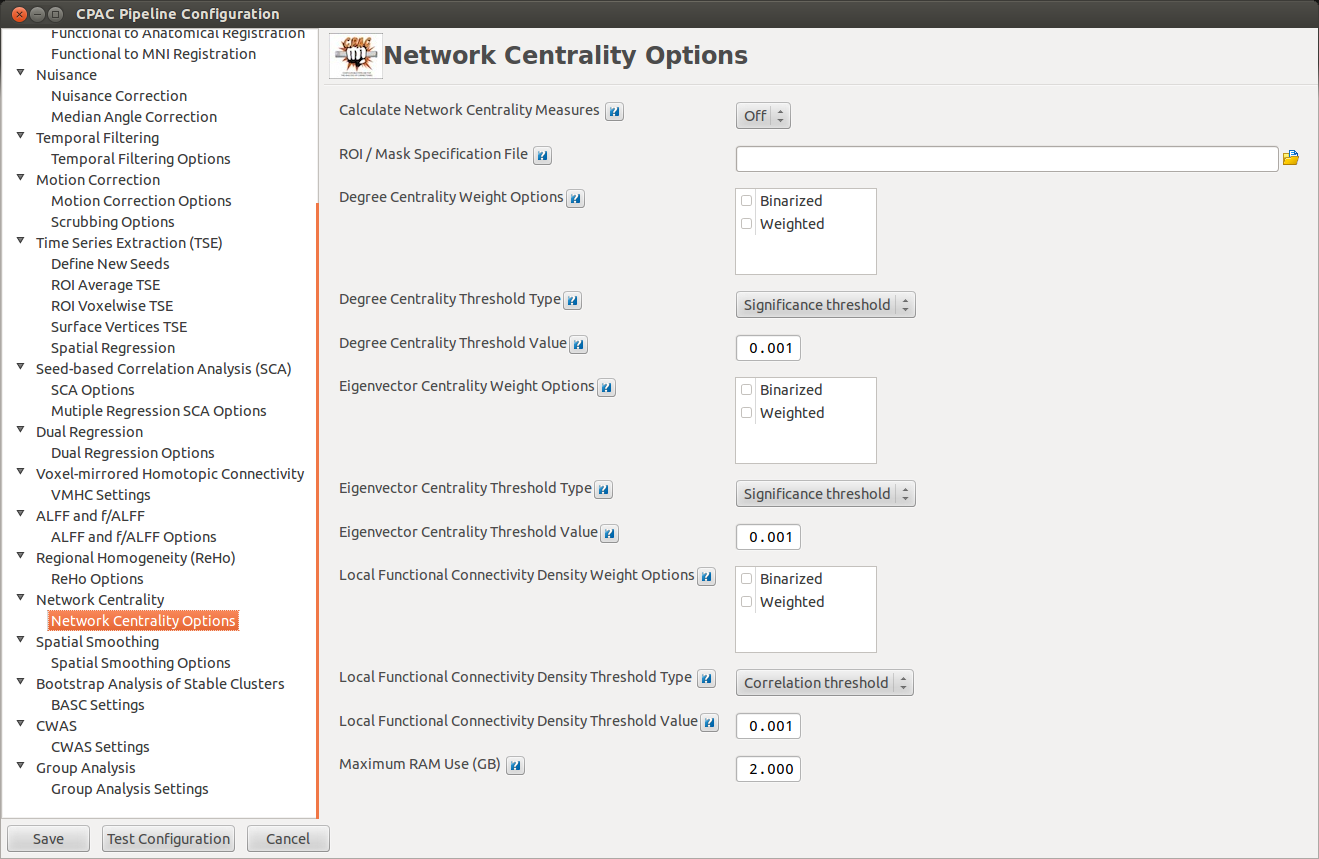 CPAC Pipeline Configuration
Functional to Anatomical Registration
Functional to MNI Registration
Nuisance
Nuisance Correction
Median Angle Correction
Temporal Filtering
Temporal Filtering Options
Motion Correction
Motion Correction Options
Scrubbing Options
Time Series Extraction (TSE)
Define New Seeds
ROI Average TSE
ROI Voxelwise TSE
Surface Vertices TSE
Spatial Regression
Seed-based Correlation Analysis (SCA)
SCA Options
Mutiple Regression SCA Options
Dual Regression
Dual Regression Options
Voxel-mirrored Homotopic Connectivity
VMHC Settings
ALFF and f/ALFF
ALFF and f/ALFF Options
Regional Homogeneity (ReHo)
ReHo Options
Network Centrality
Network Centrality Options
Spatial Smoothing
Spatial Smoothing Options
Bootstrap Analysis of Stable Clusters
BASC Settings
CWAS
CWAS Settings
Group Analysis
Group Analysis Settings
Save Test Configuration Cancel
CPAC
Network Centrality Options
Calculate Network Centrality Measures ? Off
ROI / Mask Specification File ?
Degree Centrality Weight Options ? Binarized
Weighted
Degree Centrality Threshold Type ? Significance threshold
Degree Centrality Threshold Value ? 0.001
Eigenvector Centrality Weight Options ? Binarized
Weighted
Eigenvector Centrality Threshold Type ? Significance threshold
Eigenvector Centrality Threshold Value ? 0.001
Local Functional Connectivity Density Weight Options ? Binarized
Weighted
Local Functional Connectivity Density Threshold Type ? Correlation threshold
Local Functional Connectivity Density Threshold Value ? 0.001
Maximum RAM Use (GB) ? 2.000